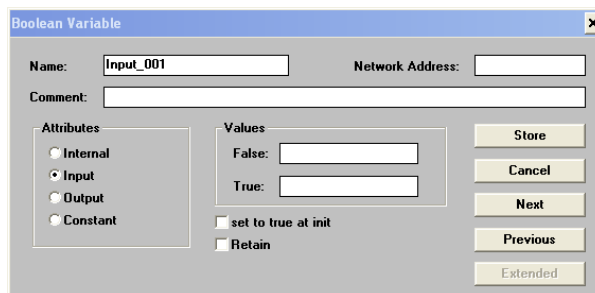 Boolean Variable
Name: Input_001 Network Address:
Comment:
Attributes
Internal
Input
Output
Constant
Values
False:
True:
set to true at init
Retain
Store
Cancel
Next
Previous
Extended